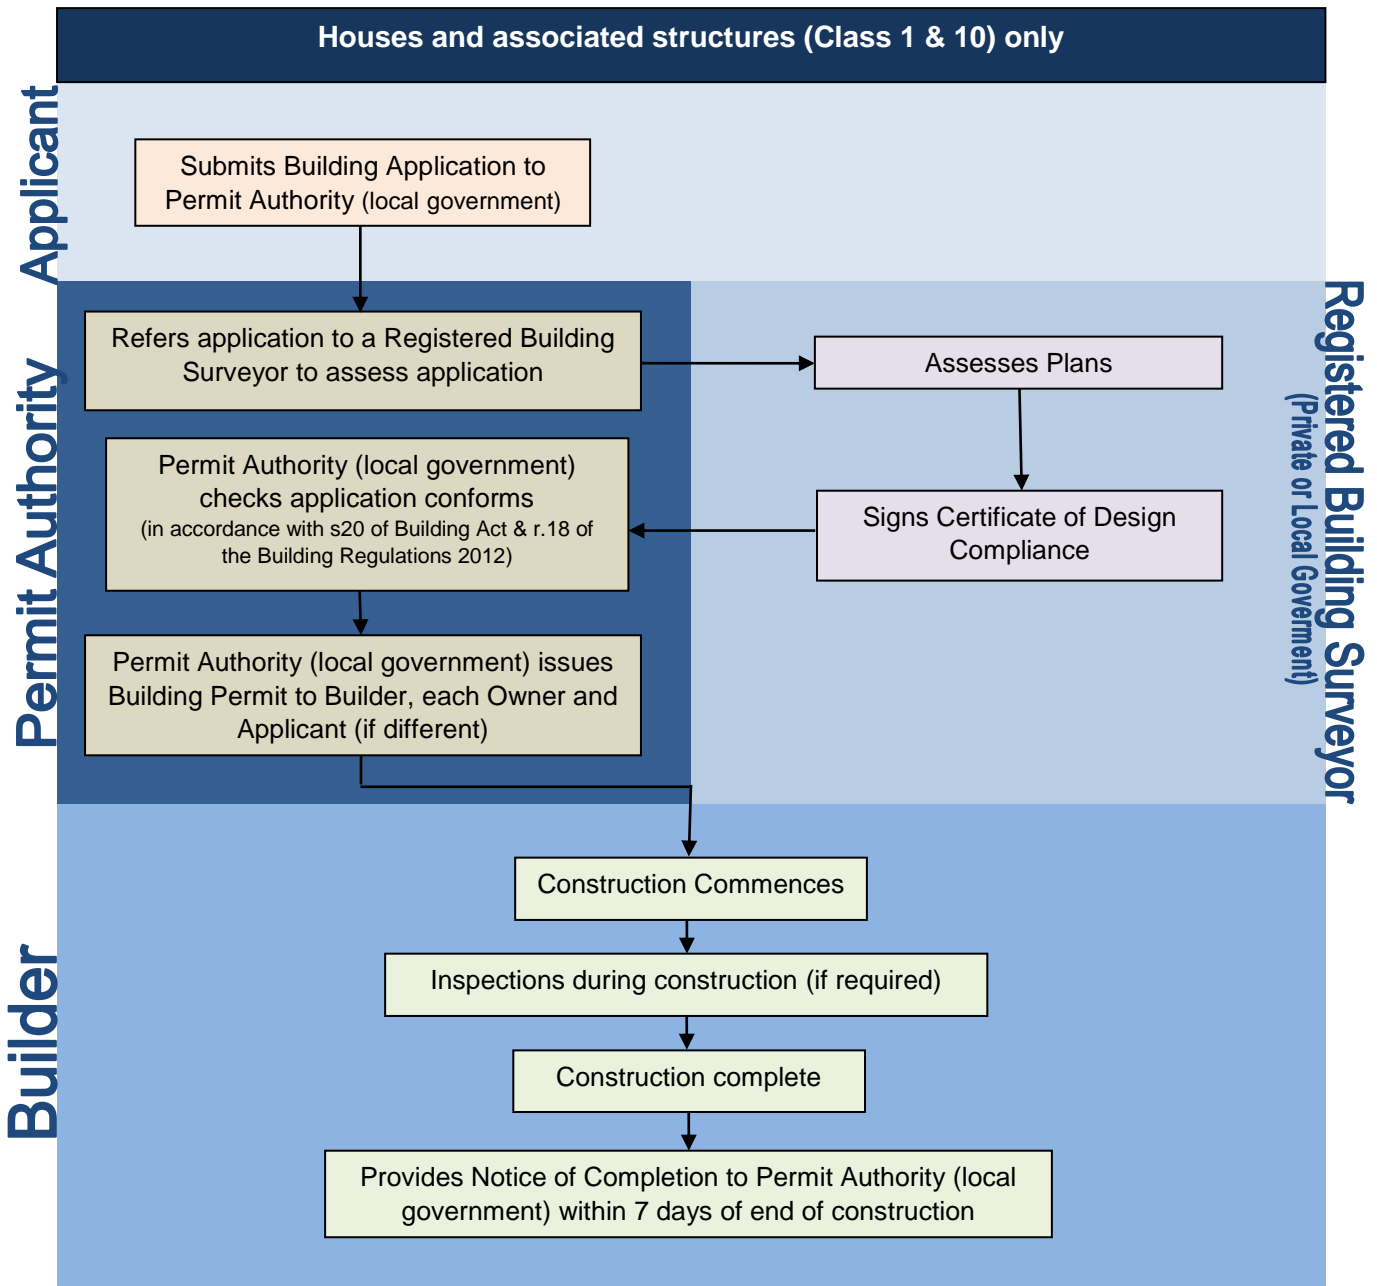 Houses and associated structures (Class 1 & 10) only
Applicant
Submits Building Application to
Permit Authority (local government)
Permit Authority
Refers application to a Registered Building
Surveyor to assess application
Assesses Plans
Registered Building Surveyor
(Private or Local Goverment)
Permit Authority (local government)
checks application conforms
(in accordance with s20 of Building Act & r.18 of
the Building Regulations 2012)
Signs Certificate of Design
Compliance
Permit Authority (local government) issues
Building Permit to Builder, each Owner and
Applicant (if different)
Builder
Construction Commences
Inspections during construction (if required)
Construction complete
Provides Notice of Completion to Permit Authority (local
government) within 7 days of end of construction